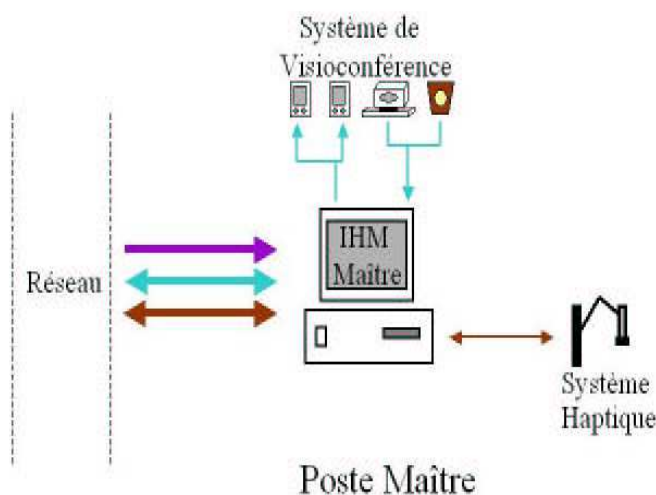 Système de
Visioconférence
IHM
Maître
Réseau
Système
Haptique
Poste Maître